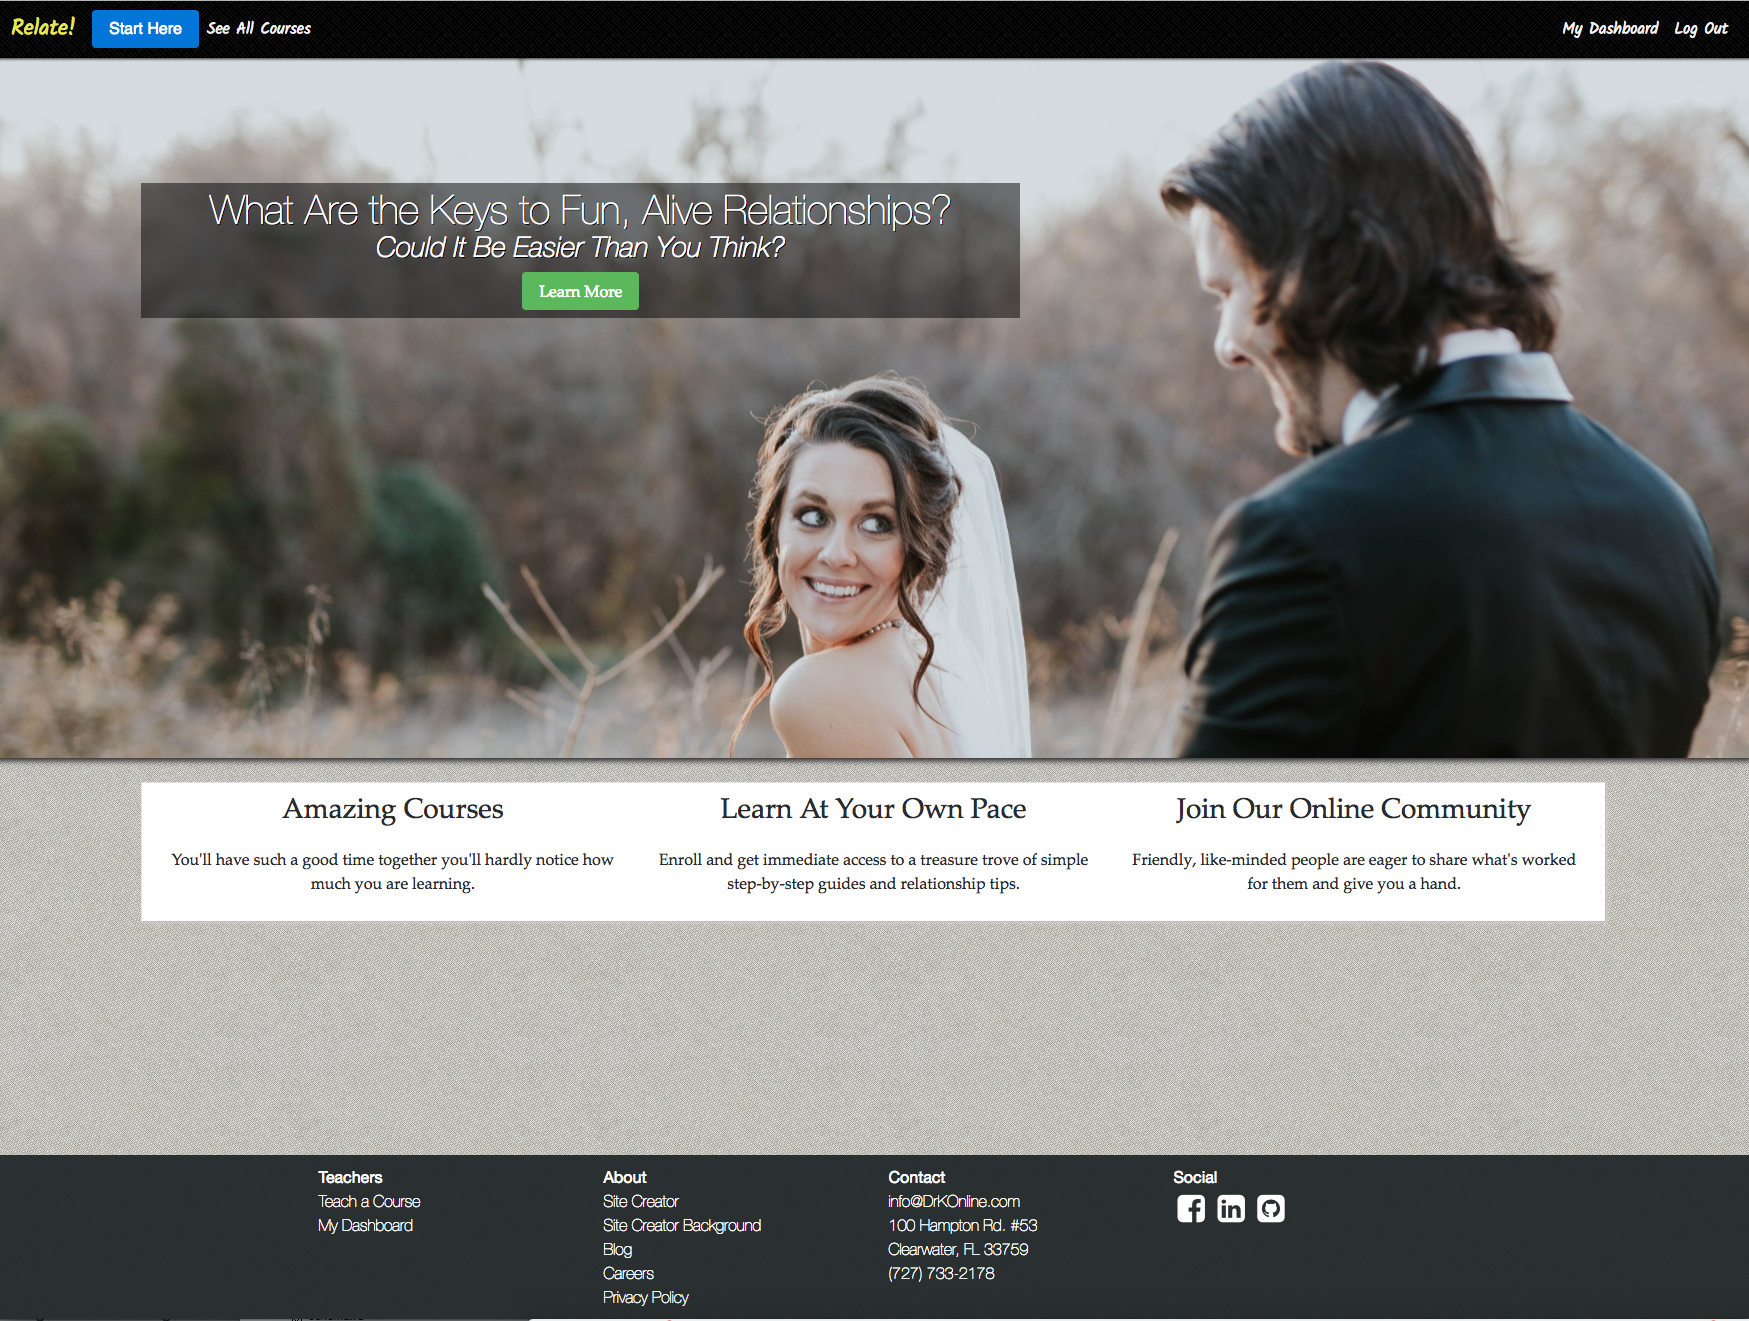 Relate!
Start Here
See All Courses
My Dashboard
Log Out
What Are the Keys to Fun, Alive Relationships?
Could It Be Easier Than You Think?
Learn More
Amazing Courses
You'll have such a good time together you'll hardly notice how
much you are learning.
Learn At Your Own Pace
Enroll and get immediate access to a treasure trove of simple
step-by-step guides and relationship tips.
Join Our Online Community
Friendly, like-minded people are eager to share what's worked
for them and give you a hand.
Teachers
Teach a Course
My Dashboard
About
Site Creator
Site Creator Background
Blog
Careers
Privacy Policy
Contact
info@DrKOnline.com
100 Hampton Rd. #53
Clearwater, FL 33759
(727) 733-2178
Social